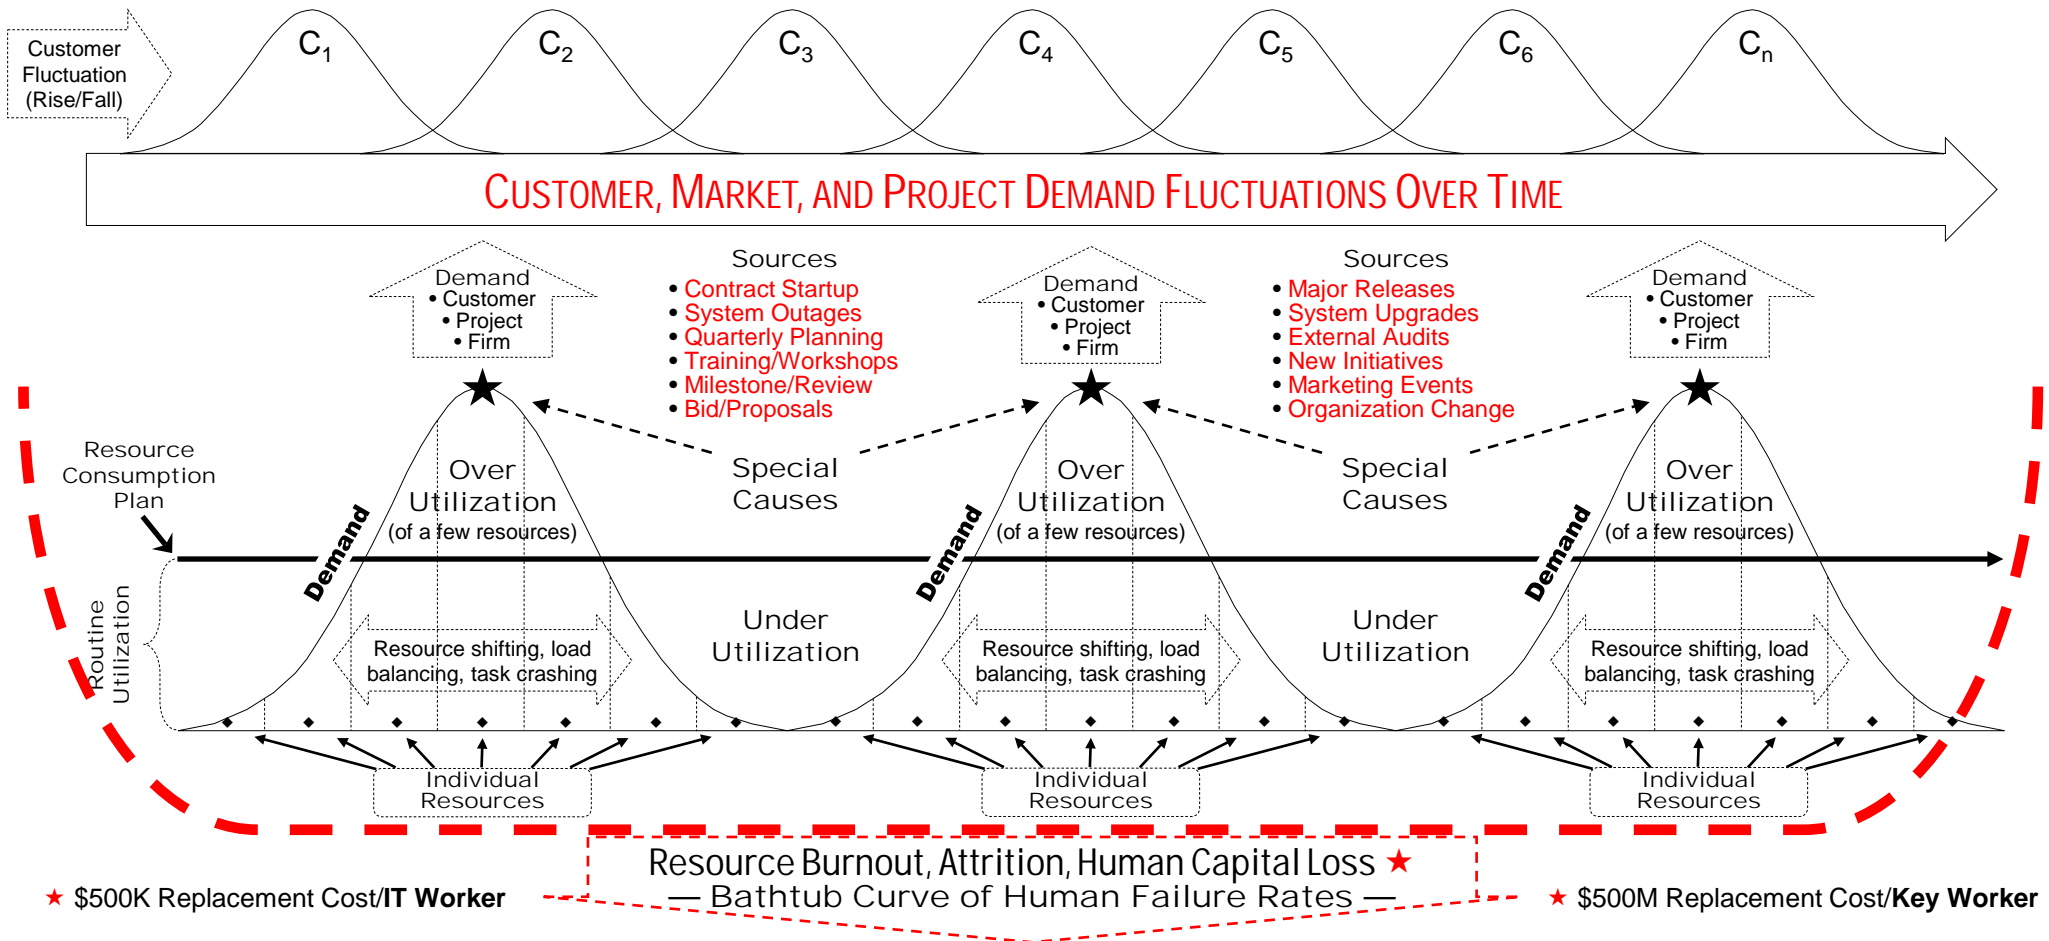 Customer
Fluctuation
(Rise/Fall)
C1
C2
C3
C4
C5
C6
Cn
CUSTOMER, MARKET, AND PROJECT DEMAND FLUCTUATIONS OVER TIME
Demand
• Customer
• Project
• Firm
Sources
• Contract Startup
• System Outages
• Quarterly Planning
• Training/Workshops
• Milestone/Review
• Bid/Proposals
Demand
• Customer
• Project
• Firm
Sources
• Major Releases
• System Upgrades
• External Audits
• New Initiatives
• Marketing Events
• Organization Change
Demand
• Customer
• Project
• Firm
Resource
Consumption
Plan
Over
Utilization
(of a few resources)
Special
Causes
Over
Utilization
(of a few resources)
Special
Causes
Over
Utilization
(of a few resources)
Demand
Demand
Demand
Routine
Utilization
Resource shifting, load
balancing, task crashing
Under
Utilization
Resource shifting, load
balancing, task crashing
Under
Utilization
Resource shifting, load
balancing, task crashing
Individual
Resources
Individual
Resources
Individual
Resources
Resource Burnout, Attrition, Human Capital Loss ★
— Bathtub Curve of Human Failure Rates —
★ $500K Replacement Cost/IT Worker
★ $500M Replacement Cost/Key Worker